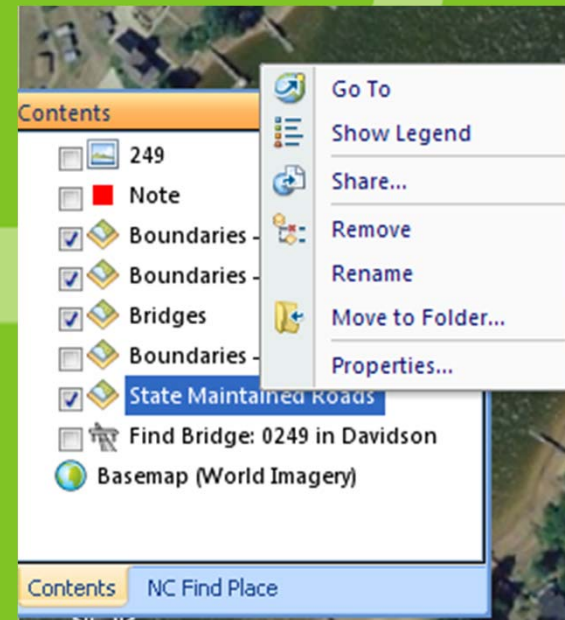 Contents
249
Note
Boundaries -
Boundaries -
Bridges
Boundaries -
State Maintained Roads
Find Bridge: 0249 in Davidson
Basemap (World Imagery)
Contents
NC Find Place
Go To
Show Legend
Share...
Remove
Rename
Move to Folder...
Properties...